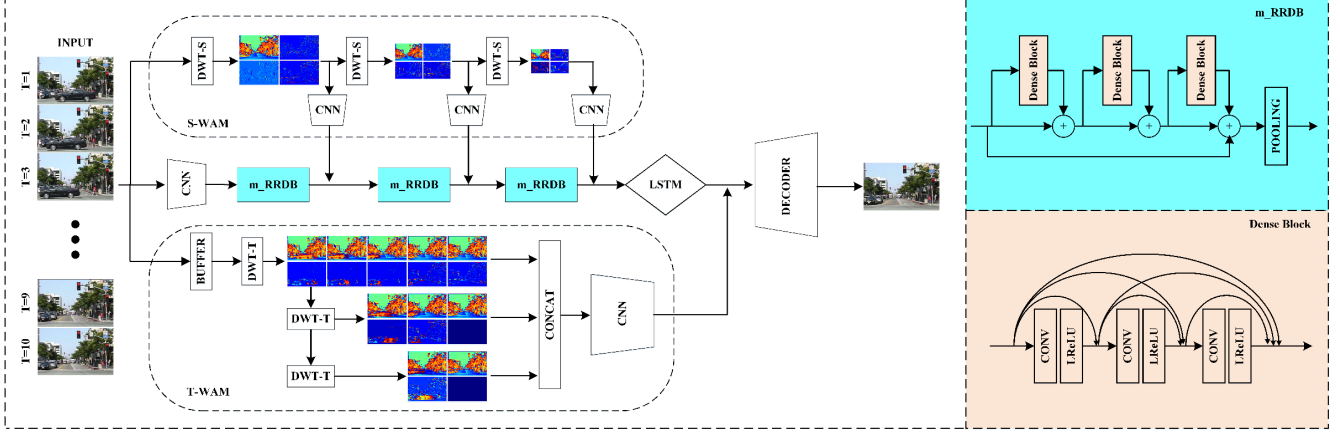 INPUT
T=1
T=2
T=3
T=9
T=10
DWT-S
DWT-S
DWT-S
CNN
CNN
CNN
S-WAM
CNN
m_RRDB
m_RRDB
m_RRDB
LSTM
DECODER
BUFFER
DWT-T
DWT-T
DWT-T
CONCAT
CNN
T-WAM
m_RRDB
Dense Block
Dense Block
Dense Block
+
+
+
POOLING
Dense Block
CONV
LReLU
CONV
LReLU
CONV
LReLU